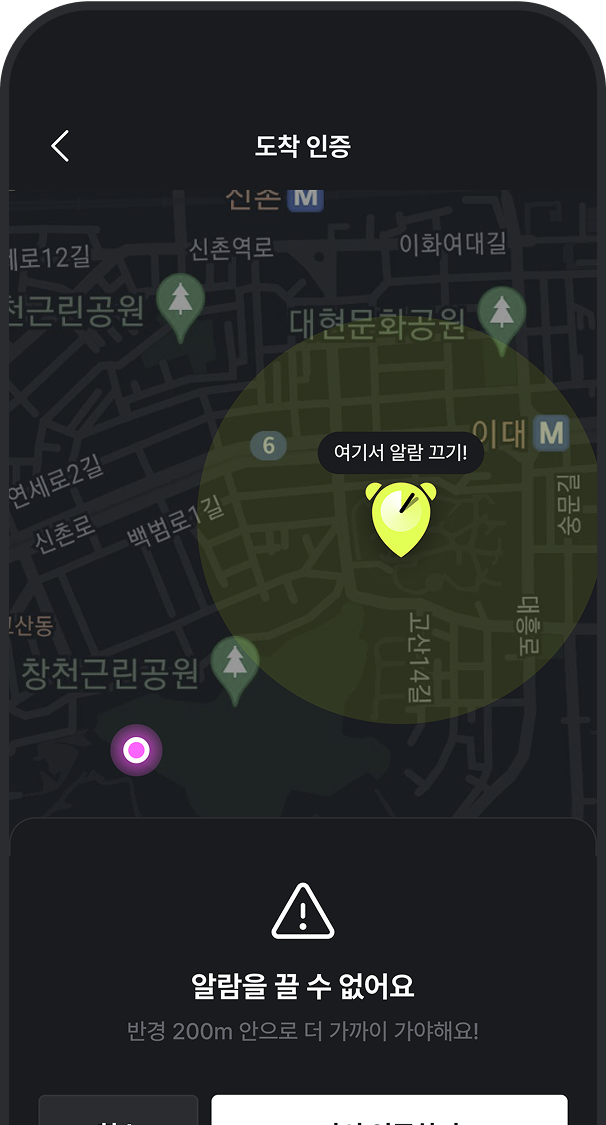 도착 인증
신촌 M
신촌역로
이화여대길
세로12길
천근린공원
대현문화공원
6
이대 M
여기서 알람 끄기!
연세로2길
신촌로
백범로1길
숭문길
고산동
대흥로
고산14길
창천근린공원
알람을 끌 수 없어요
반경 200m 안으로 더 가까이 가야해요!